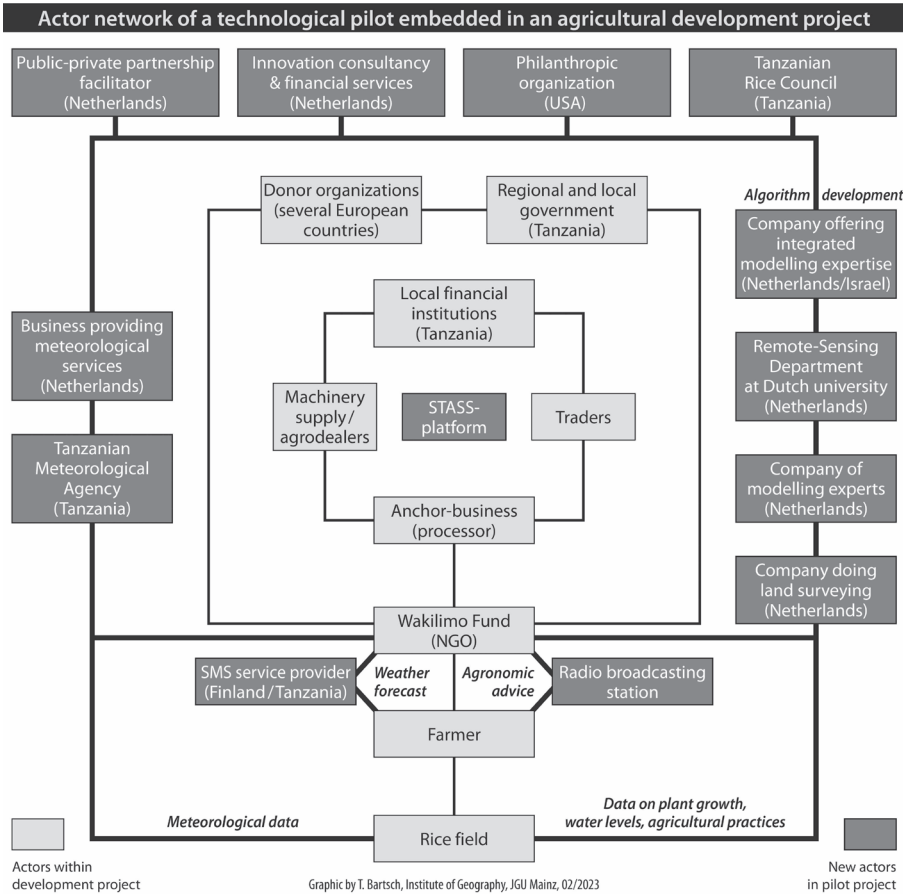 Actor network of a technological pilot embedded in an agricultural development project
Public-private partnership
facilitator
(Netherlands)
Innovation consultancy
& financial services
(Netherlands)
Philanthropic
organization
(USA)
Tanzanian
Rice Council
(Tanzania)
Donor organizations
(several European
countries)
Regional and local
government
(Tanzania)
Algorithm development
Company offering
integrated
modelling expertise
(Netherlands/Israel)
Local financial
institutions
(Tanzania)
Business providing
meteorological
services
(Netherlands)
Remote-Sensing
Department
at Dutch university
(Netherlands)
Machinery
supply/
agrodealers
STASS-
platform
Traders
Tanzanian
Meteorological
Agency
(Tanzania)
Company of
modelling experts
(Netherlands)
Anchor-business
(processor)
Company doing
land surveying
(Netherlands)
Wakilimo Fund
(NGO)
SMS service provider
(Finland/Tanzania)
Weather
forecast
Agronomic
advice
Radio broadcasting
station
Farmer
Meteorological data
Rice field
Data on plant growth,
water levels, agricultural practices
Actors within
development project
Graphic by T. Bartsch, Institute of Geography, JGU Mainz, 02/2023
New actors
in pilot project